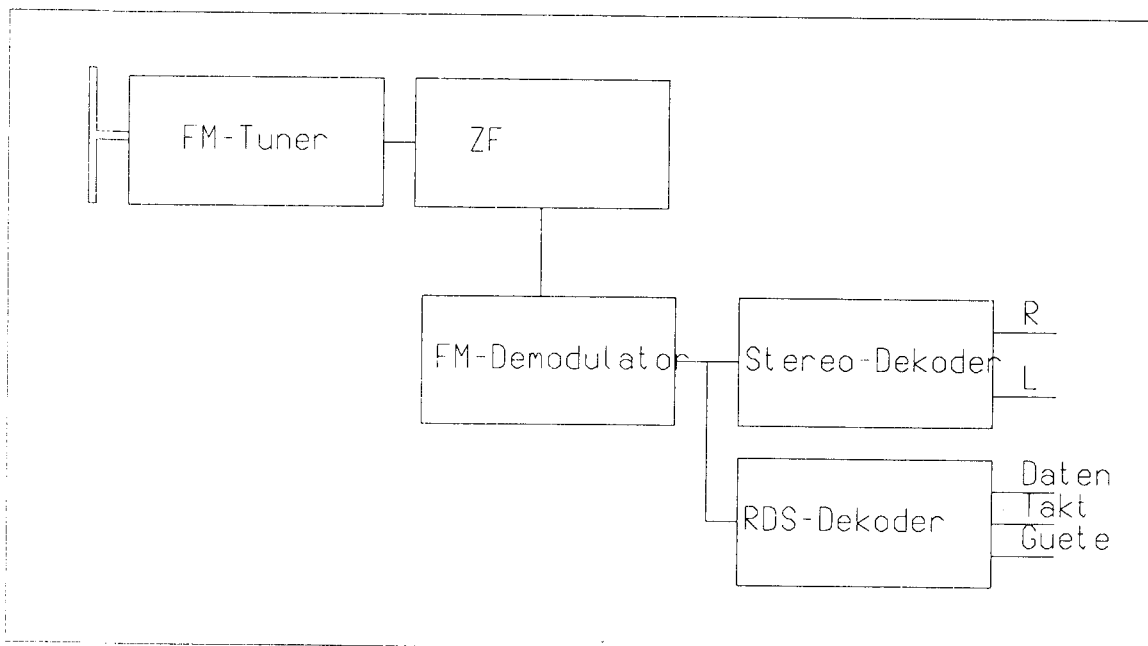 FM-Tuner
ZF
FM-Demodulator
Stereo-Dekoder
R
L
RDS-Dekoder
Daten
Takt
Guete